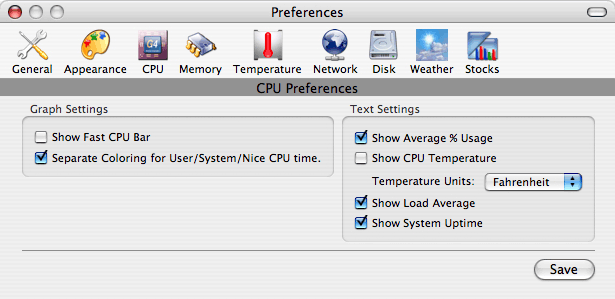 Preferences
General Appearance CPU Memory Temperature Network Disk Weather Stocks
G4
CPU Preferences
Graph Settings
Show Fast CPU Bar
Separate Coloring for User/System/Nice CPU time.
Text Settings
Show Average % Usage
Show CPU Temperature
Temperature Units: Fahrenheit
Show Load Average
Show System Uptime
Save